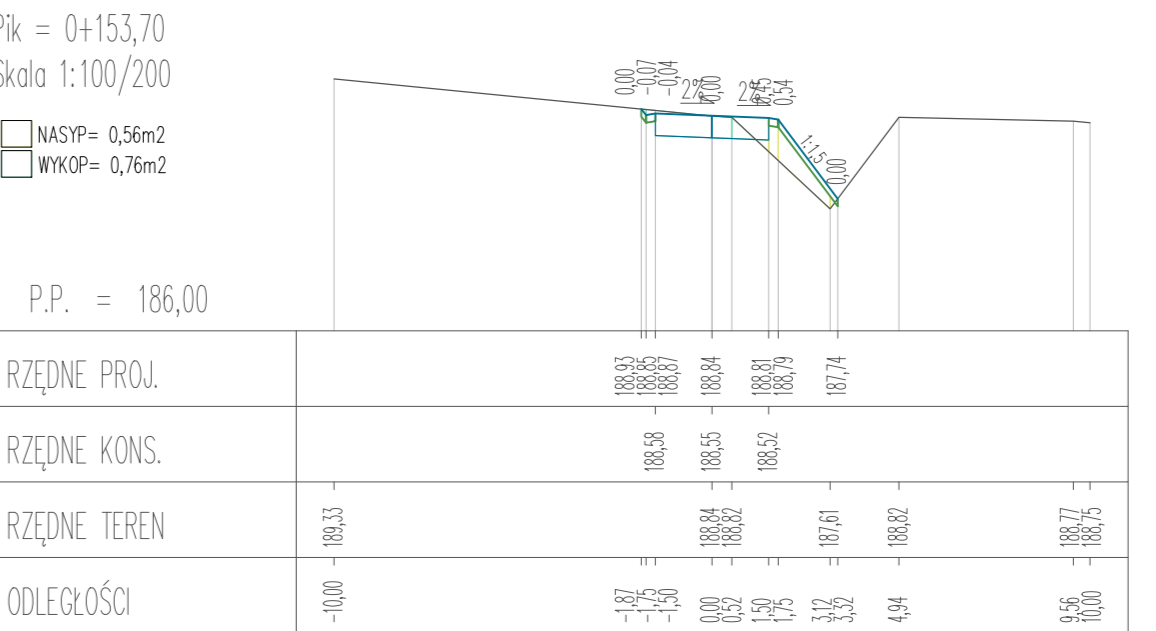 Pik = 0+153,70
Skala 1:100/200
NASYP= 0,56m2
WYKOP= 0,76m2
0,00 -0,07 -0,04 2% 0,00 2% 0,45 0,54
1:1,5 0,00
P.P. = 186,00
RZĘDNE PROJ. 188,93 188,85 188,87 188,84 188,81 188,79 187,74
RZĘDNE KONS. 188,58 188,55 188,52
RZĘDNE TEREN 189,33 188,84 188,82 187,61 188,82 188,77 188,75
ODLEGŁOŚCI -10,00 -1,87 -1,75 -1,50 0,00 0,52 1,50 1,75 3,12 3,32 4,94 9,56 10,00